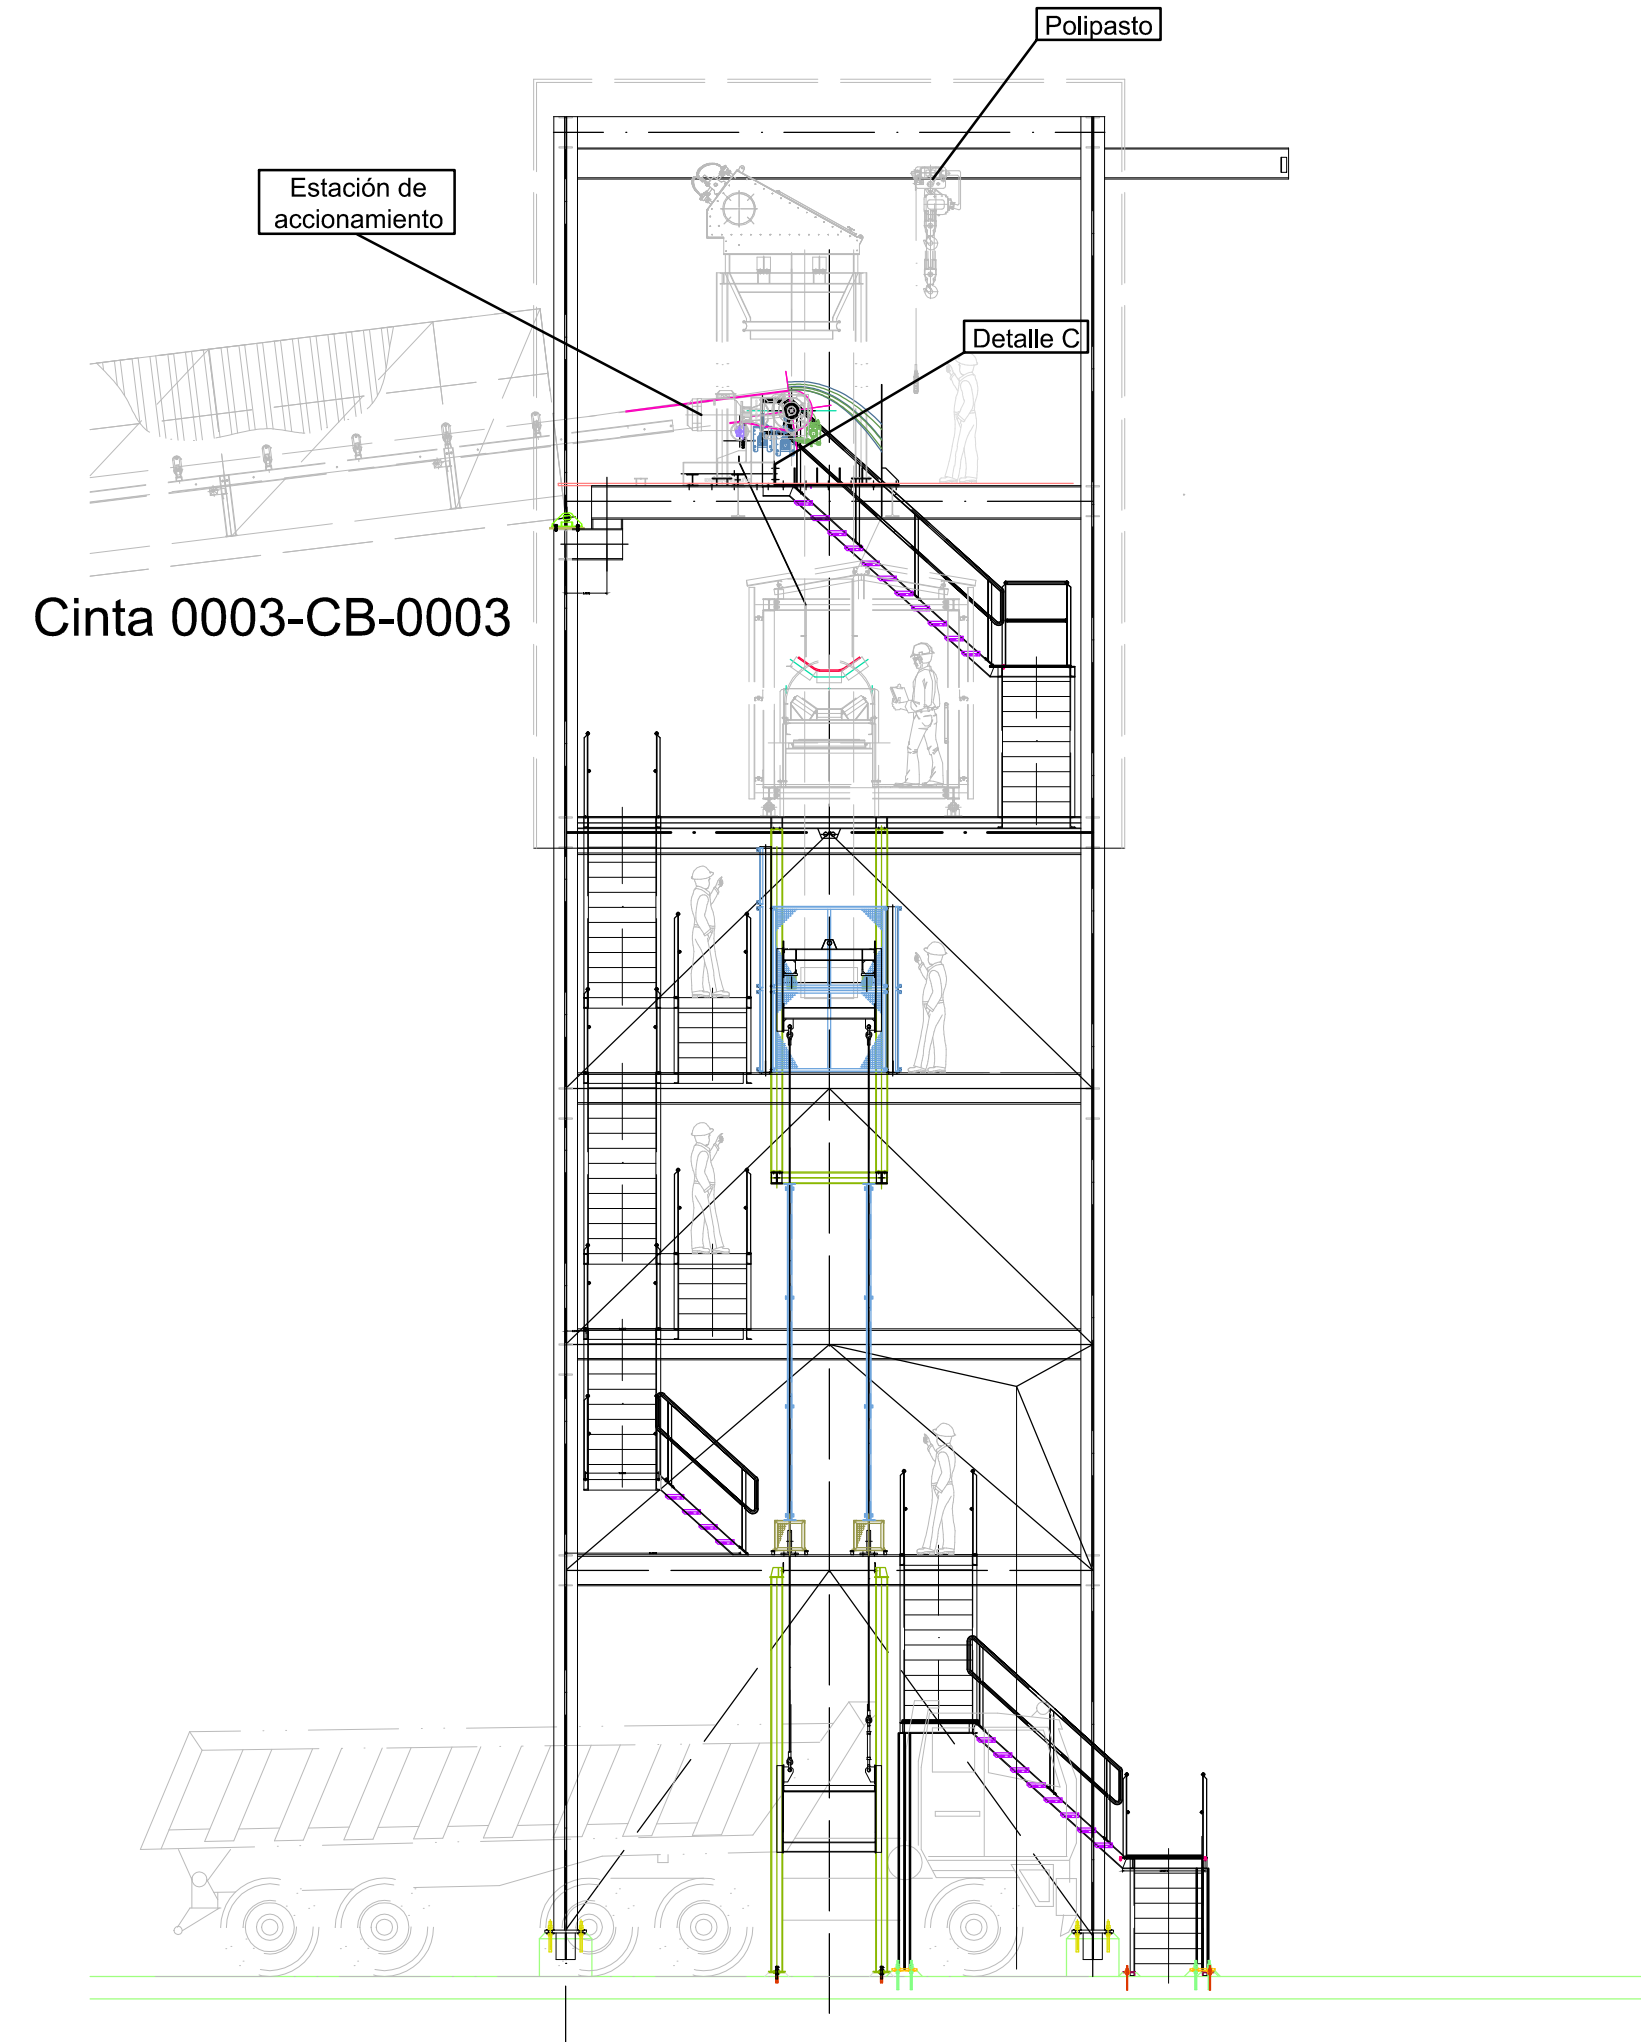 Polipasto
Estación de
accionamiento
Detalle C
Cinta 0003-CB-0003